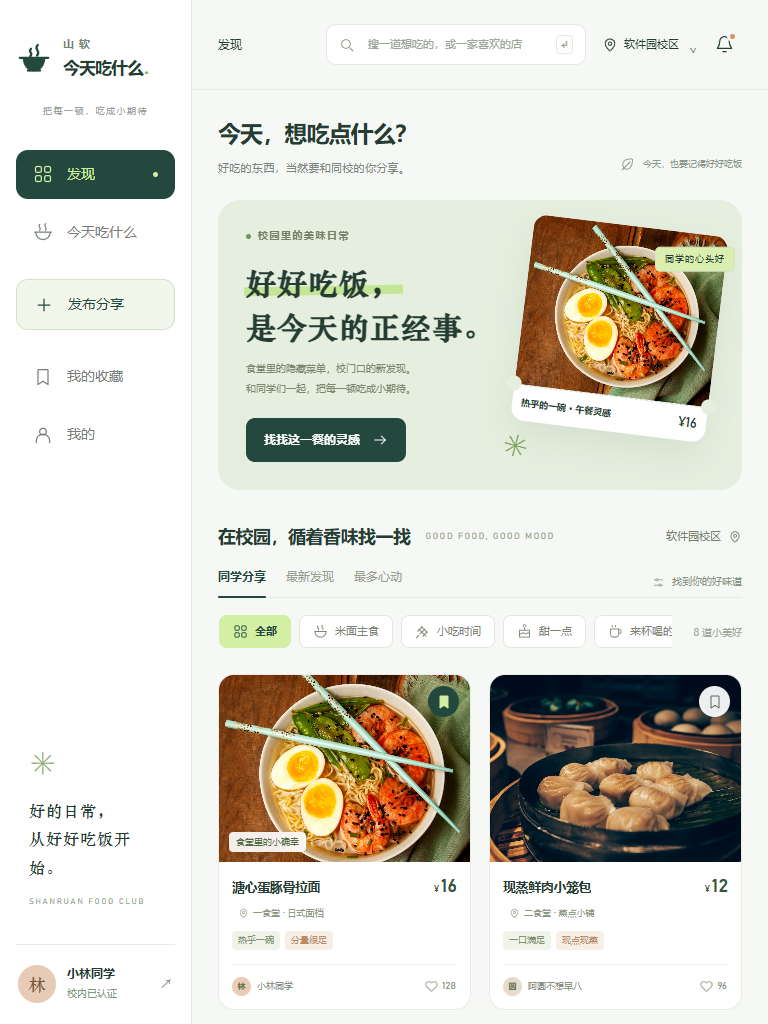 山 软
今天吃什么。
把每一顿，吃成小期待
发现
今天吃什么
发布分享
我的收藏
我的
好的日常，
从好好吃饭开
始。
SHANRUAN FOOD CLUB
林
小林同学
校内已认证
发现
搜一道想吃的，或一家喜欢的店
软件园校区
今天，想吃点什么？
好吃的东西，当然要和同校的你分享。
今天，也要记得好好吃饭
校园里的美味日常
好好吃饭，
是今天的正经事。
食堂里的隐藏菜单，校门口的新发现。
和同学们一起，把每一顿吃成小期待。
找找这一餐的灵感
同学的心头好
热乎的一碗・午餐灵感
¥16
在校园，循着香味找一找
GOOD FOOD, GOOD MOOD
软件园校区
同学分享
最新发现
最多心动
找到你的好味道
全部
米面主食
小吃时间
甜一点
来杯喝的
8 道小美好
食堂里的小确幸
溏心蛋豚骨拉面
¥16
一食堂 · 日式面档
热乎一碗
分量很足
林
小林同学
128
现蒸鲜肉小笼包
¥12
二食堂 · 蒸点小铺
一口满足
现点现蒸
圆
阿圆不想早八
96